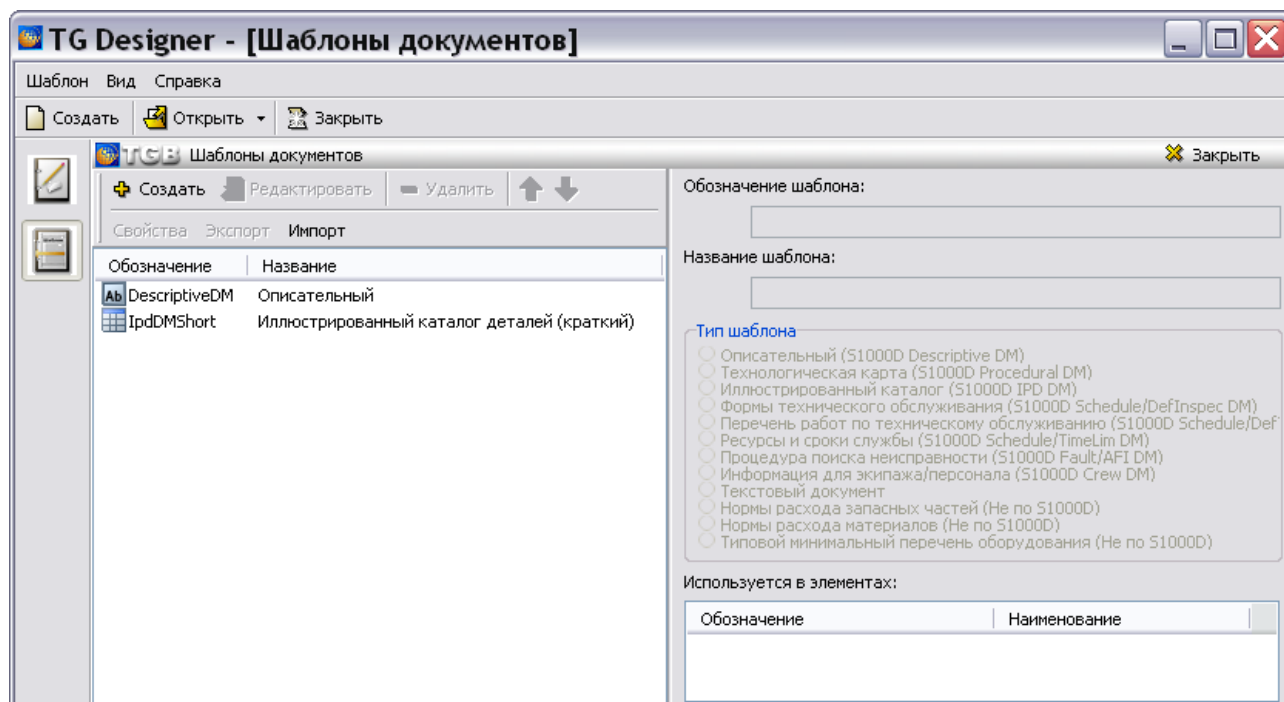 TG Designer - [Шаблоны документов]
Шаблон Вид Справка
Создать Открыть Закрыть
TGB Шаблоны документов Закрыть
Создать Редактировать Удалить
Свойства Экспорт Импорт
Обозначение Название
Ab DescriptiveDM Описательный
IpdDMShort Иллюстрированный каталог деталей (краткий)
Обозначение шаблона:
Название шаблона:
Тип шаблона
Описательный (S1000D Descriptive DM)
Технологическая карта (S1000D Procedural DM)
Иллюстрированный каталог (S1000D IPD DM)
Формы технического обслуживания (S1000D Schedule/DefInspec DM)
Перечень работ по техническому обслуживанию (S1000D Schedule/Def
Ресурсы и сроки службы (S1000D Schedule/TimeLim DM)
Процедура поиска неисправности (S1000D Fault/AFI DM)
Информация для экипажа/персонала (S1000D Crew DM)
Текстовый документ
Нормы расхода запасных частей (Не по S1000D)
Нормы расхода материалов (Не по S1000D)
Типовой минимальный перечень оборудования (Не по S1000D)
Используется в элементах:
Обозначение Наименование